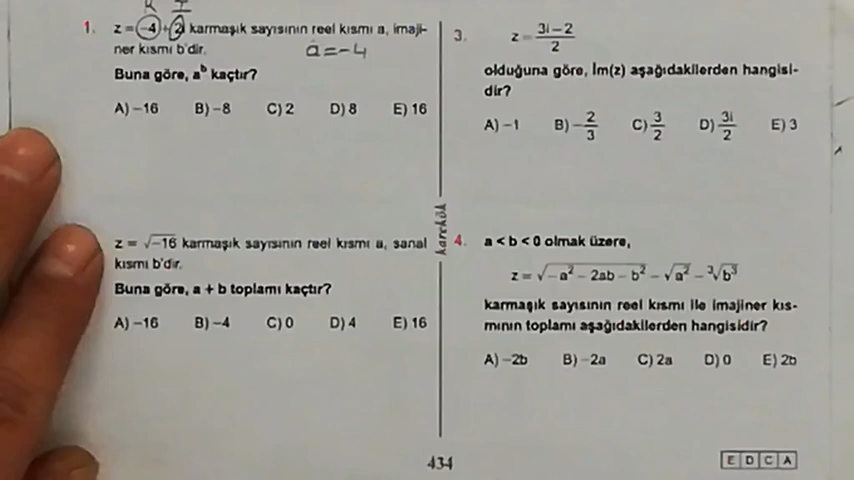 R I
1. z = -4 + 2i karmaşık sayısının reel kısmı a, imaji-
ner kısmı b'dir. a = -4
Buna göre, a^b kaçtır?
A) -16 B) -8 C) 2 D) 8 E) 16
z = √-16 karmaşık sayısının reel kısmı a, sanal
kısmı b'dir.
Buna göre, a + b toplamı kaçtır?
A) -16 B) -4 C) 0 D) 4 E) 16
karekök
3. z = (3i - 2)/2
olduğuna göre, İm(z) aşağıdakilerden hangisi-
dir?
A) -1 B) -2/3 C) 3/2 D) 3i/2 E) 3
4. a < b < 0 olmak üzere,
z = √(-a² - 2ab - b²) - √a² - ³√b³
karmaşık sayısının reel kısmı ile imajiner kıs-
mının toplamı aşağıdakilerden hangisidir?
A) -2b B) -2a C) 2a D) 0 E) 2b
434
E D C A